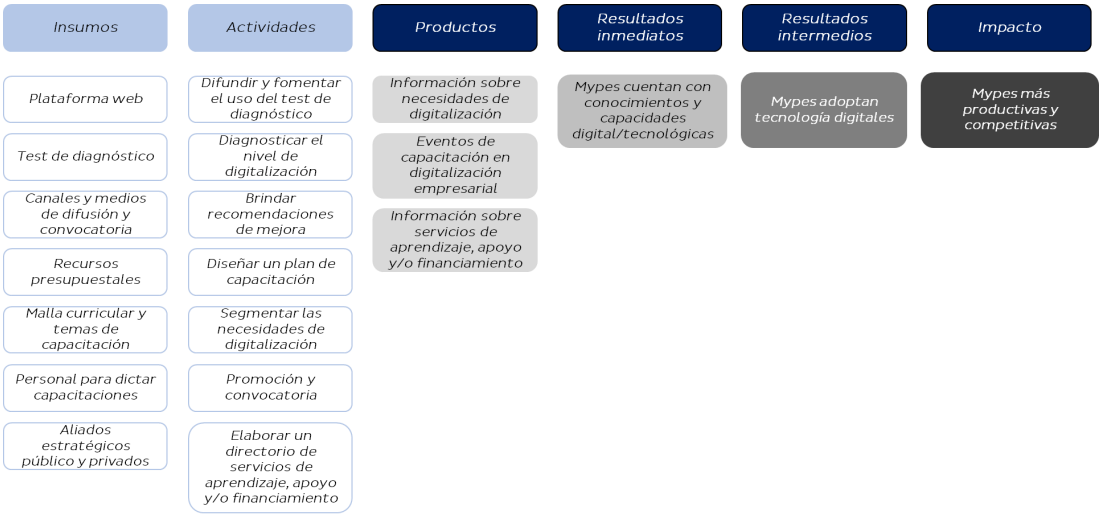 Insumos
Plataforma web
Test de diagnóstico
Canales y medios
de difusión y
convocatoria
Recursos
presupuestales
Malla curricular y
temas de
capacitación
Personal para dictar
capacitaciones
Aliados
estratégicos
público y privados
Actividades
Difundir y fomentar
el uso del test de
diagnóstico
Diagnosticar el
nivel de
digitalización
Brindar
recomendaciones
de mejora
Diseñar un plan de
capacitación
Segmentar las
necesidades de
digitalización
Promoción y
convocatoria
Elaborar un
directorio de
servicios de
aprendizaje, apoyo
y/o financiamiento
Productos
Información sobre
necesidades de
digitalización
Eventos de
capacitación en
digitalización
empresarial
Información sobre
servicios de
aprendizaje, apoyo
y/o financiamiento
Resultados
inmediatos
Mypes cuentan con
conocimientos y
capacidades
digital/tecnológicas
Resultados
intermedios
Mypes adoptan
tecnología digitales
Impacto
Mypes más
productivas y
competitivas